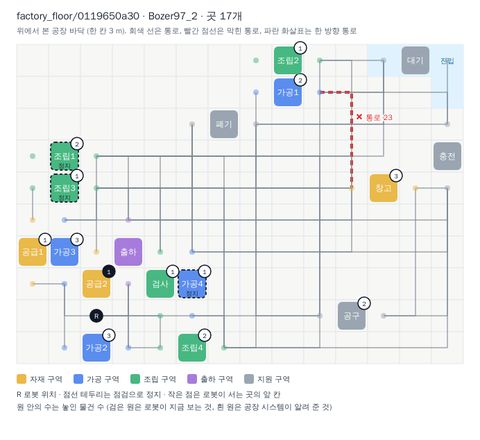 factory_floor/0119650a30 · Bozer97_2 · 곳 17개
위에서 본 공장 바닥 (한 칸 3 m). 회색 선은 통로, 빨간 점선은 막힌 통로, 빨간 화살표는 한 방향 통로
조립2 1 대기 진입
가공1 1
✕ 통로 23
폐기
조립1 2 정지 충전
조립3 1 정지 창고 3
공급1 1 가공3 3 출하
공급2 1 검사 1 가공4 1 정지
R 공구 2
가공2 3 조립4 2
자재 구역 가공 구역 조립 구역 출하 구역 지원 구역
R 로봇 위치 · 점선 테두리는 점검으로 정지 · 작은 점은 로봇이 서는 곳의 앞 칸
원 안의 수는 놓인 물건 수 (검은 원은 로봇이 지금 보는 것, 흰 원은 공장 시스템이 알려 준 것)